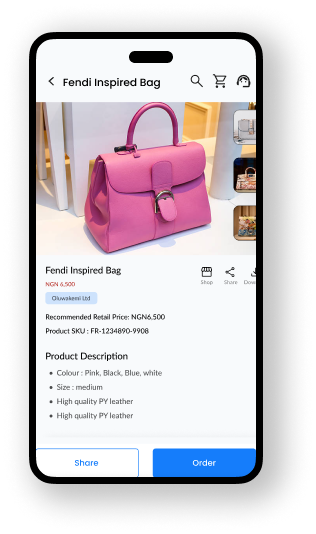 Fendi Inspired Bag
Fendi Inspired Bag
NGN 6,500
Oluwakemi Ltd
Shop
Share
Recommended Retail Price: NGN6,500
Product SKU : FR-1234890-9908
Product Description
Colour : Pink, Black, Blue, white
Size : medium
High quality PY leather
High quality PY leather
Share
Order